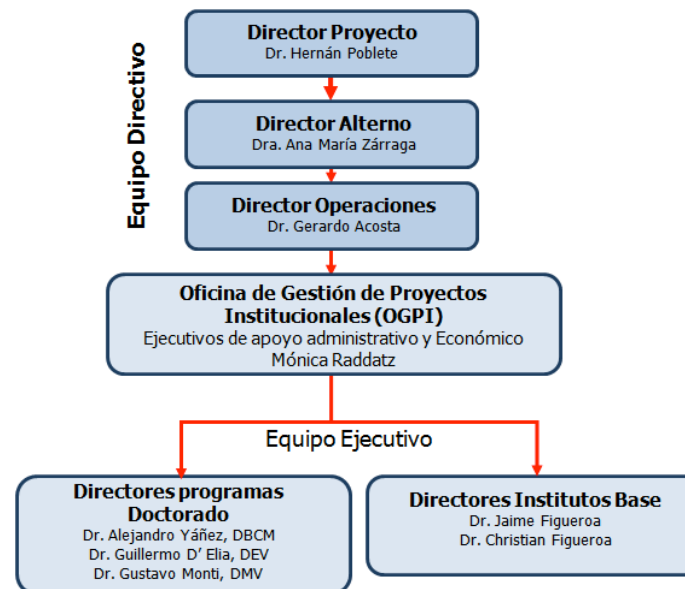 Equipo Directivo
Director Proyecto
Dr. Hernán Poblete
Director Alterno
Dra. Ana María Zárraga
Director Operaciones
Dr. Gerardo Acosta
Oficina de Gestión de Proyectos
Institucionales (OGPI)
Ejecutivos de apoyo administrativo y Económico
Mónica Raddatz
Equipo Ejecutivo
Directores programas
Doctorado
Dr. Alejandro Yáñez, DBCM
Dr. Guillermo D' Elia, DEV
Dr. Gustavo Monti, DMV
Directores Institutos Base
Dr. Jaime Figueroa
Dr. Christian Figueroa